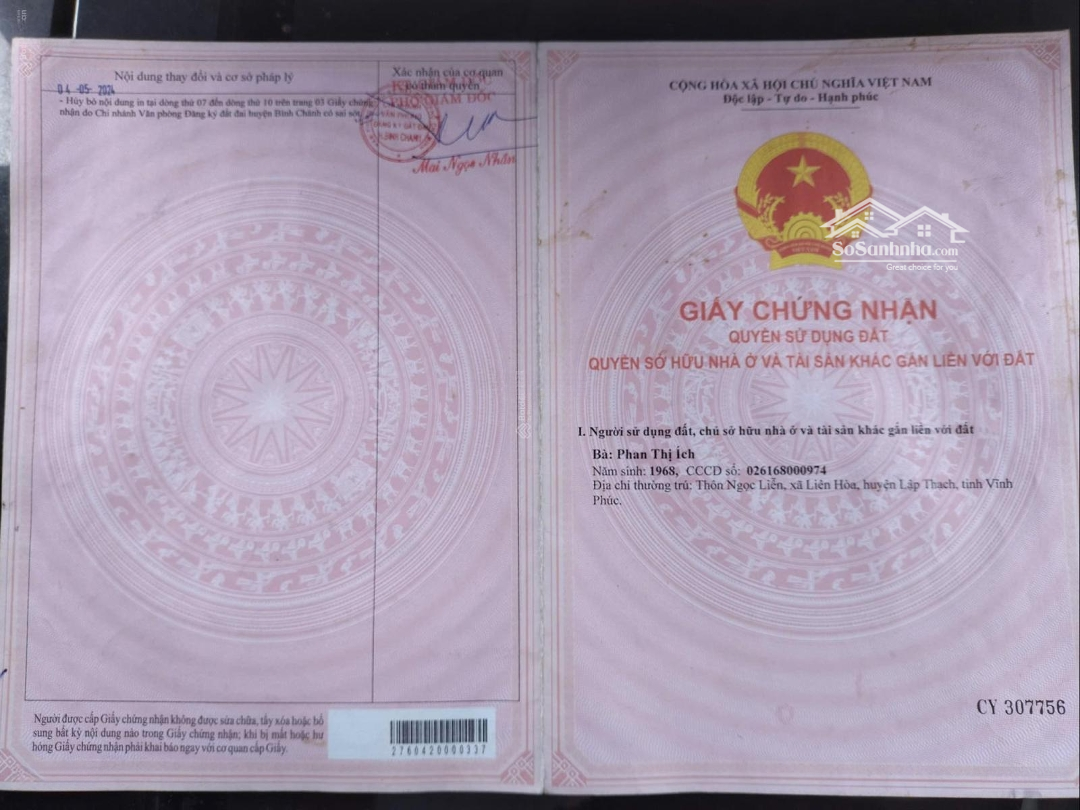 Nội dung thay đổi và cơ sở pháp lý
Xác nhận của cơ quan
có thẩm quyền
04-05-2024
- Hủy bỏ nội dung in tại dòng thứ 07 đến dòng thứ 10 trên trang 03 Giấy chứng
nhận do Chi nhánh Văn phòng Đăng ký đất đai huyện Bình Chánh có sai sót.
PHÓ GIÁM ĐỐC
Mai Ngọc Nhân
Người được cấp Giấy chứng nhận không được sửa chữa, tẩy xóa hoặc bổ
sung bất kỳ nội dung nào trong Giấy chứng nhận; khi bị mất hoặc hư
hỏng Giấy chứng nhận phải khai báo ngay với cơ quan cấp Giấy.
2760420000337
CỘNG HÒA XÃ HỘI CHỦ NGHĨA VIỆT NAM
Độc lập - Tự do - Hạnh phúc
SoSanhnha.com
Great choice for you
GIẤY CHỨNG NHẬN
QUYỀN SỬ DỤNG ĐẤT
QUYỀN SỞ HỮU NHÀ Ở VÀ TÀI SẢN KHÁC GẮN LIỀN VỚI ĐẤT
I. Người sử dụng đất, chủ sở hữu nhà ở và tài sản khác gắn liền với đất
Bà: Phan Thị Ích
Năm sinh: 1968, CCCD số: 026168000974
Địa chỉ thường trú: Thôn Ngọc Liễn, xã Liên Hòa, huyện Lập Thạch, tỉnh Vĩnh
Phúc.
CY 307756